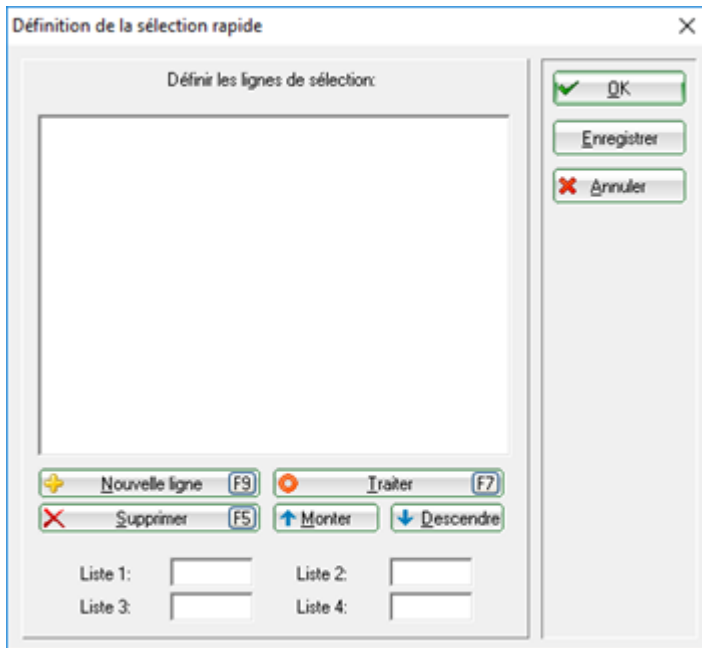 Définition de la sélection rapide
Définir les lignes de sélection:
OK
Enregistrer
Annuler
Nouvelle ligne F9 Traiter F7
Supprimer F5 Monter Descendre
Liste 1: Liste 2:
Liste 3: Liste 4: